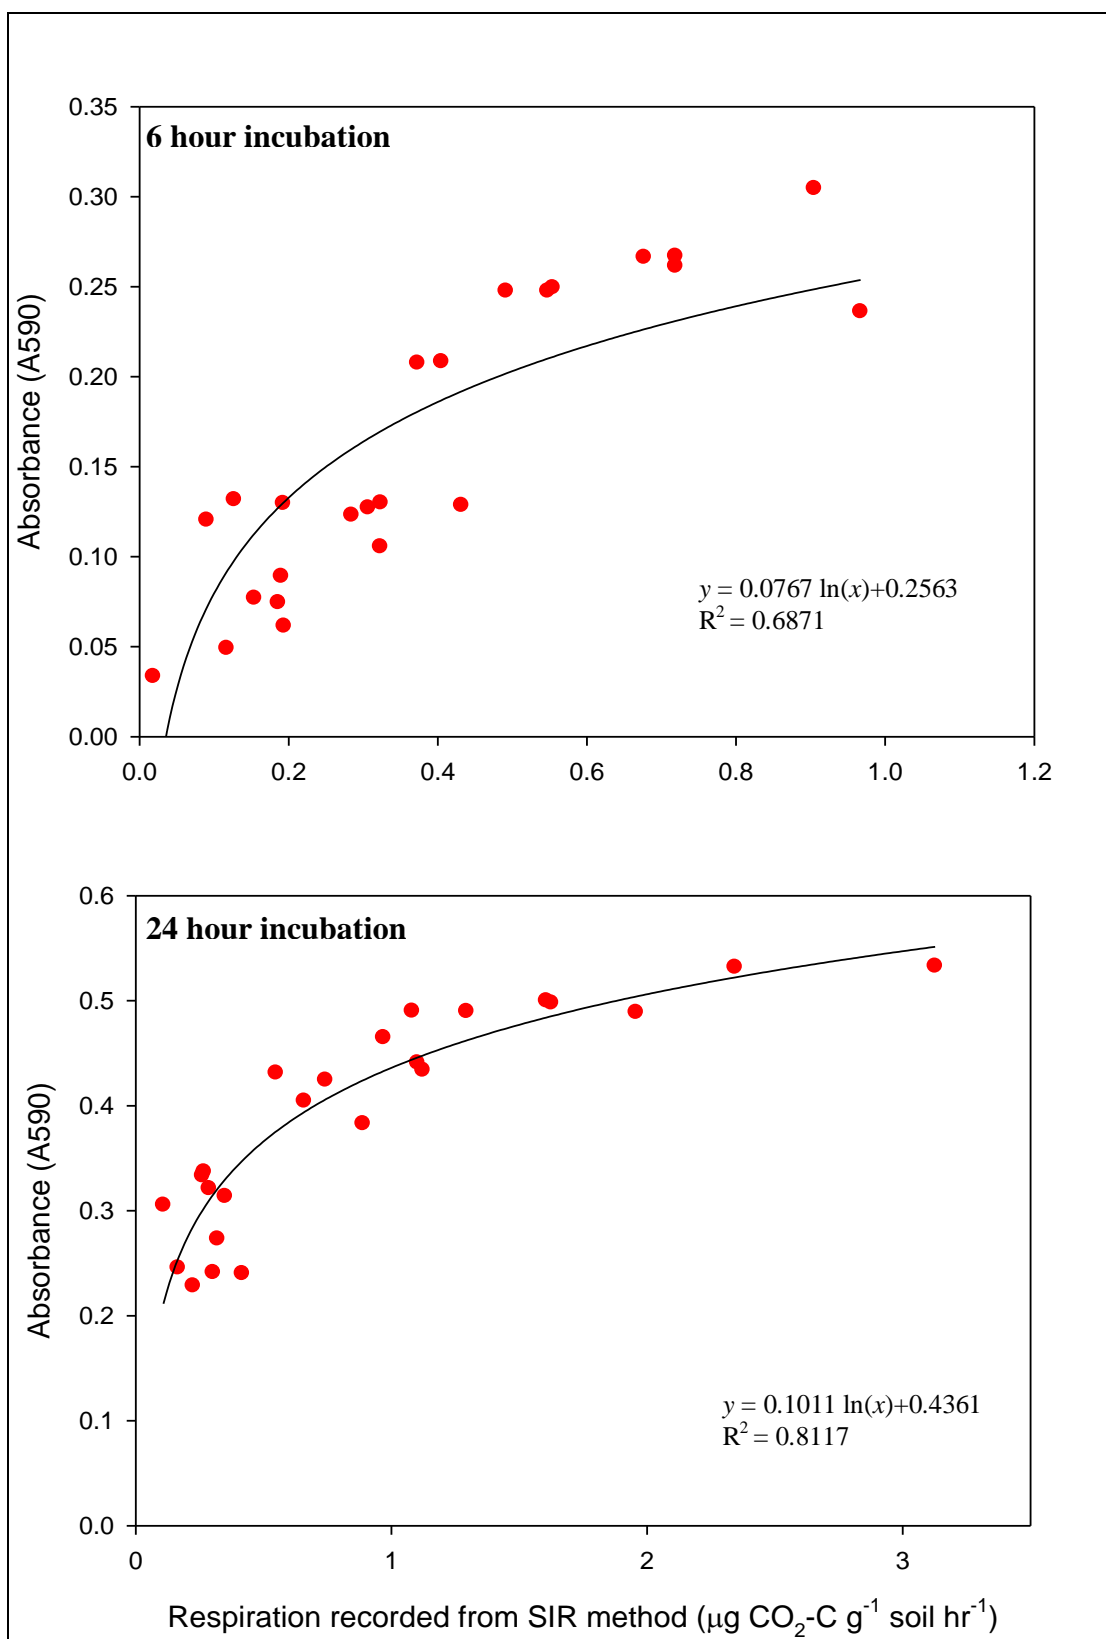 0.35
6 hour incubation
0.30
0.25
0.20
0.15
0.10
0.05
0.00
Absorbance (A590)
y = 0.0767 ln(x)+0.2563
R² = 0.6871
0.0 0.2 0.4 0.6 0.8 1.0 1.2
0.6
24 hour incubation
0.5
0.4
0.3
0.2
0.1
0.0
Absorbance (A590)
y = 0.1011 ln(x)+0.4361
R² = 0.8117
0 1 2 3
Respiration recorded from SIR method (μg CO₂-C g⁻¹ soil hr⁻¹)